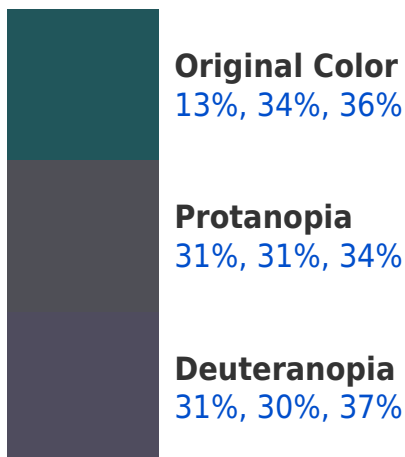 Original Color
13%, 34%, 36%
Protanopia
31%, 31%, 34%
Deuteranopia
31%, 30%, 37%